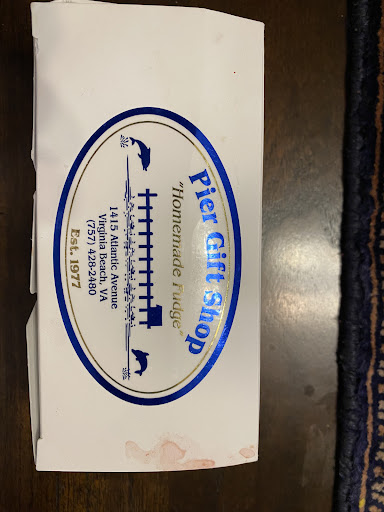 Pier Gift Shop
"Homemade Fudge"
1415 Atlantic Avenue
Virginia Beach, VA
(757) 428-2480
Est. 1977